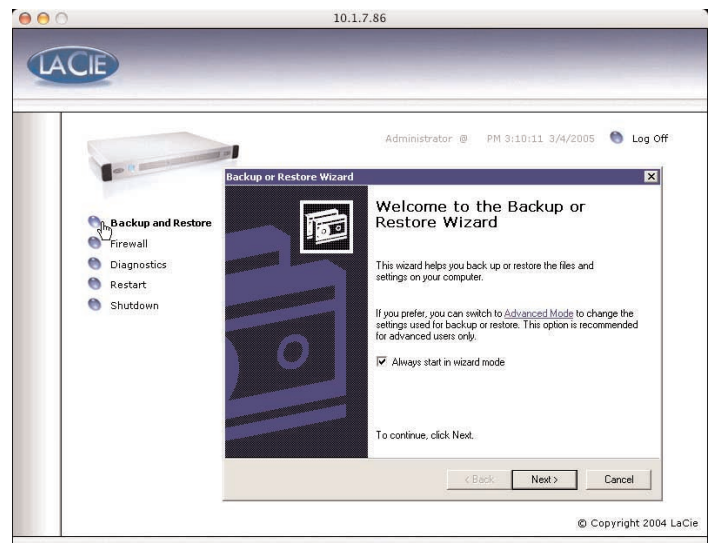 10.1.7.86
LACIE
Administrator @ PM 3:10:11 3/4/2005 Log Off
Backup or Restore Wizard
Backup and Restore
Firewall
Diagnostics
Restart
Shutdown
Welcome to the Backup or
Restore Wizard
This wizard helps you back up or restore the files and
settings on your computer.
If you prefer, you can switch to Advanced Mode to change the
settings used for backup or restore. This option is recommended
for advanced users only.
Always start in wizard mode
To continue, click Next.
< Back Next > Cancel
© Copyright 2004 LaCie